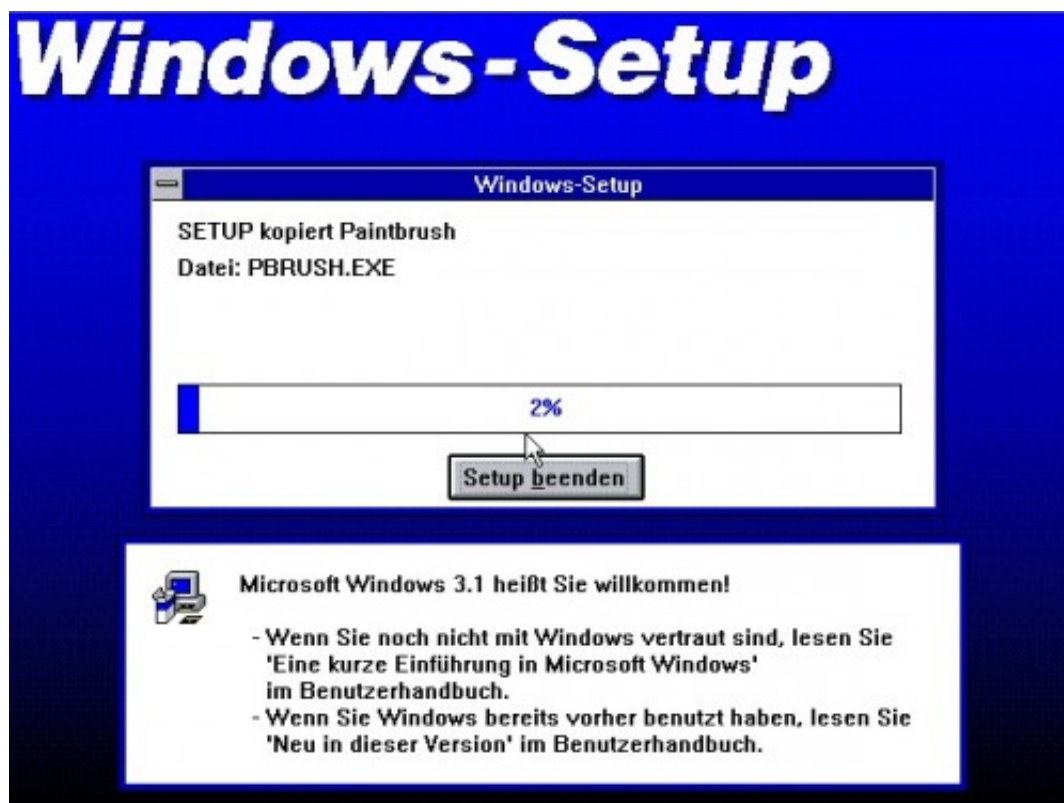 Windows-Setup
Windows-Setup
SETUP kopiert Paintbrush
Datei: PBRUSH.EXE
2%
Setup beenden
Microsoft Windows 3.1 heißt Sie willkommen!
- Wenn Sie noch nicht mit Windows vertraut sind, lesen Sie
'Eine kurze Einführung in Microsoft Windows'
im Benutzerhandbuch.
- Wenn Sie Windows bereits vorher benutzt haben, lesen Sie
'Neu in dieser Version' im Benutzerhandbuch.